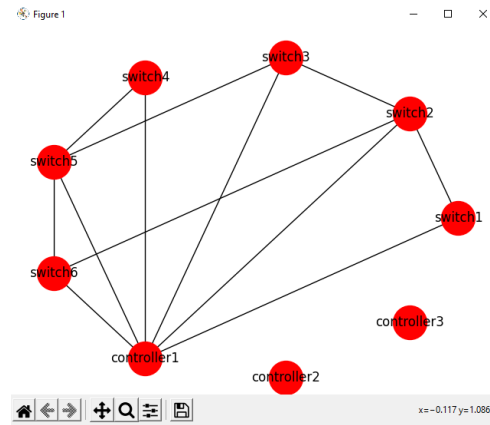 Figure 1
switch3
switch4
switch2
switch5
switch1
switch6
controller3
controller1
controller2
x=-0.117 y=1.086